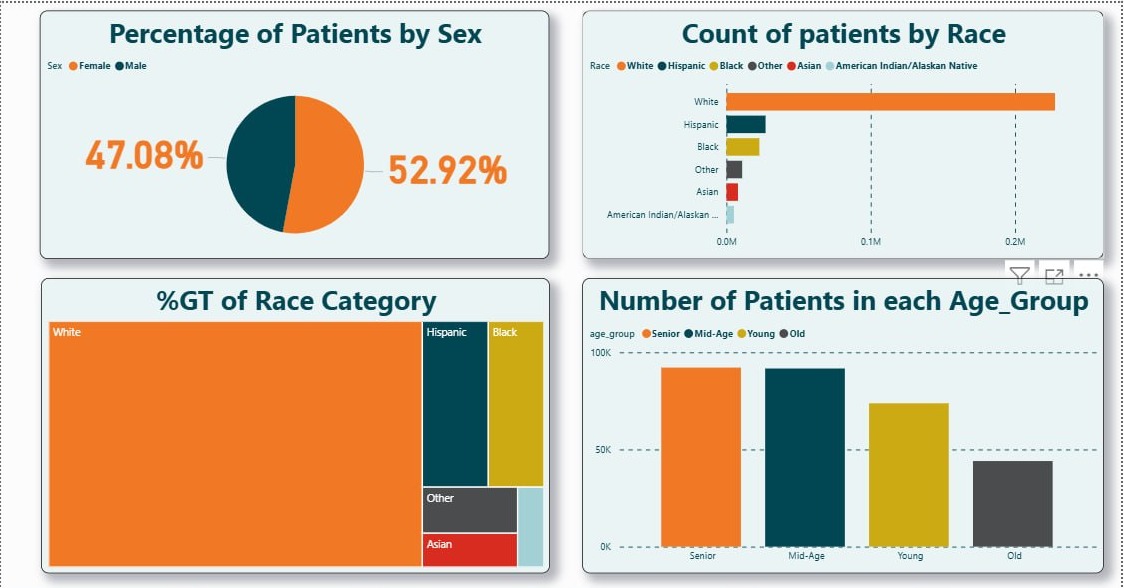 Percentage of Patients by Sex
Sex Female Male
47.08%
52.92%
Count of patients by Race
Race White Hispanic Black Other Asian American Indian/Alaskan Native
White
Hispanic
Black
Other
Asian
American Indian/Alaskan ...
0.0M 0.1M 0.2M
%GT of Race Category
White Hispanic Black
Other
Asian
Number of Patients in each Age_Group
age_group Senior Mid-Age Young Old
100K
50K
0K
Senior Mid-Age Young Old